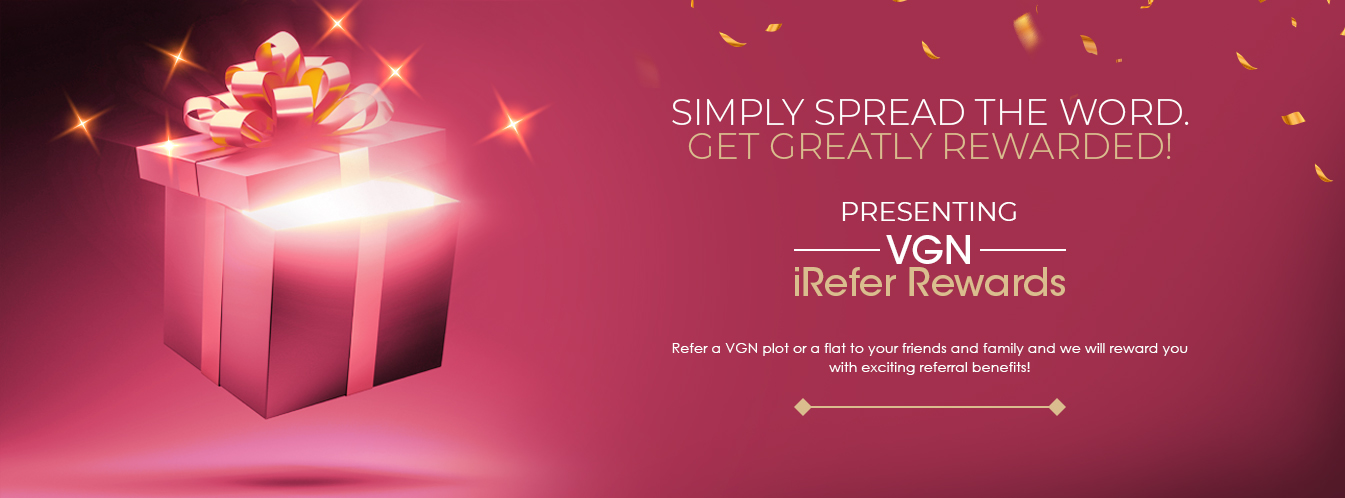 SIMPLY SPREAD THE WORD.
GET GREATLY REWARDED!
PRESENTING
VGN
iRefer Rewards
Refer a VGN plot or a flat to your friends and family and we will reward you
with exciting referral benefits!